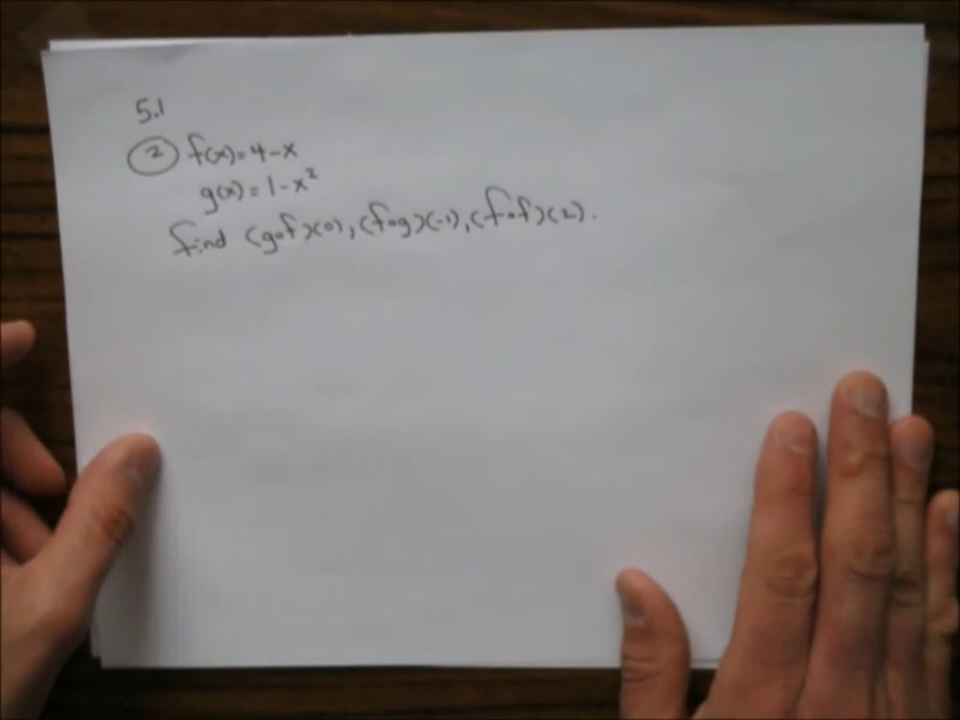 5.1
② f(x)=4-x
g(x)=1-x²
find (g∘f)(0), (f∘g)(-1), (f∘f)(2).